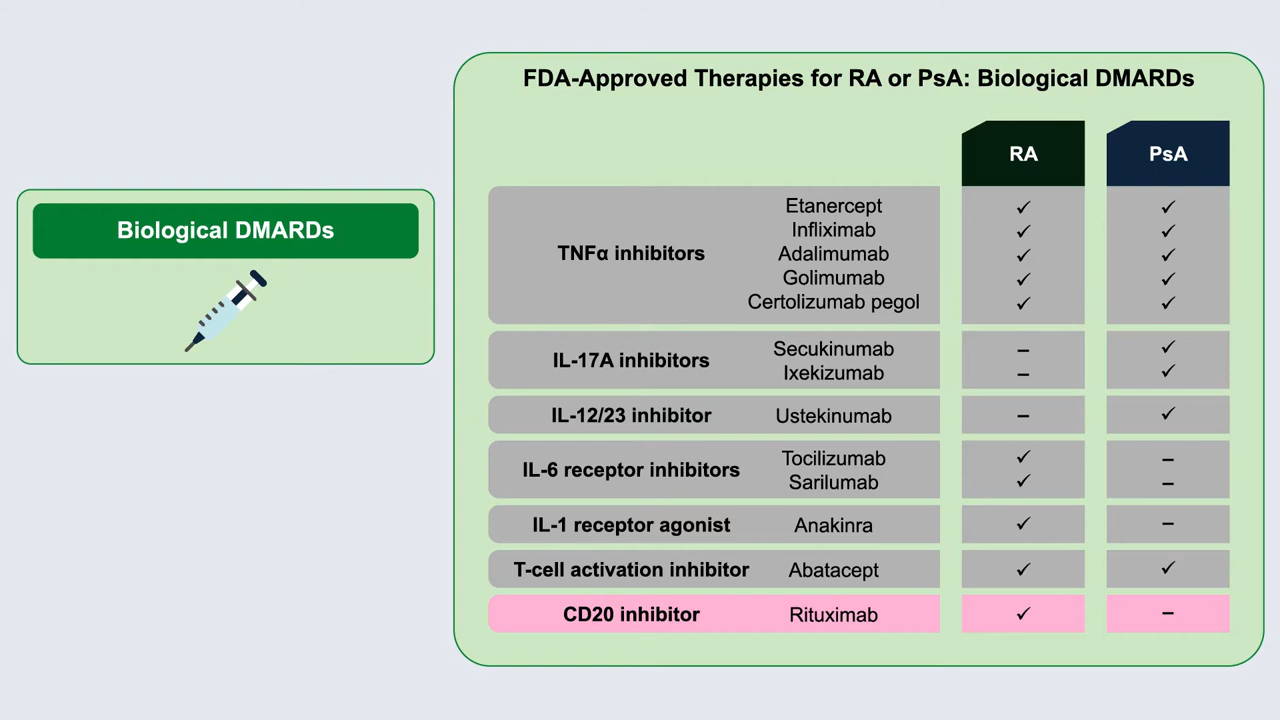 FDA-Approved Therapies for RA or PsA: Biological DMARDs
Biological DMARDs
RA PsA
TNFα inhibitors
Etanercept ✓ ✓
Infliximab ✓ ✓
Adalimumab ✓ ✓
Golimumab ✓ ✓
Certolizumab pegol ✓ ✓
IL-17A inhibitors
Secukinumab – ✓
Ixekizumab – ✓
IL-12/23 inhibitor Ustekinumab – ✓
IL-6 receptor inhibitors
Tocilizumab ✓ –
Sarilumab ✓ –
IL-1 receptor agonist Anakinra ✓ –
T-cell activation inhibitor Abatacept ✓ ✓
CD20 inhibitor Rituximab ✓ –